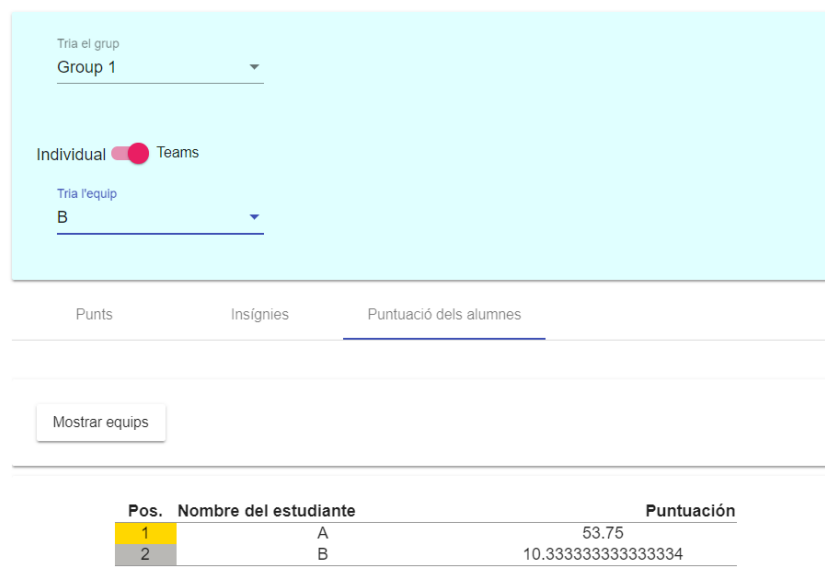 Tria el grup
Group 1
Individual Teams
Tria l'equip
B
Punts Insígnies Puntuació dels alumnes
Mostrar equips
Pos. Nombre del estudiante Puntuación
1 A 53.75
2 B 10.333333333333334